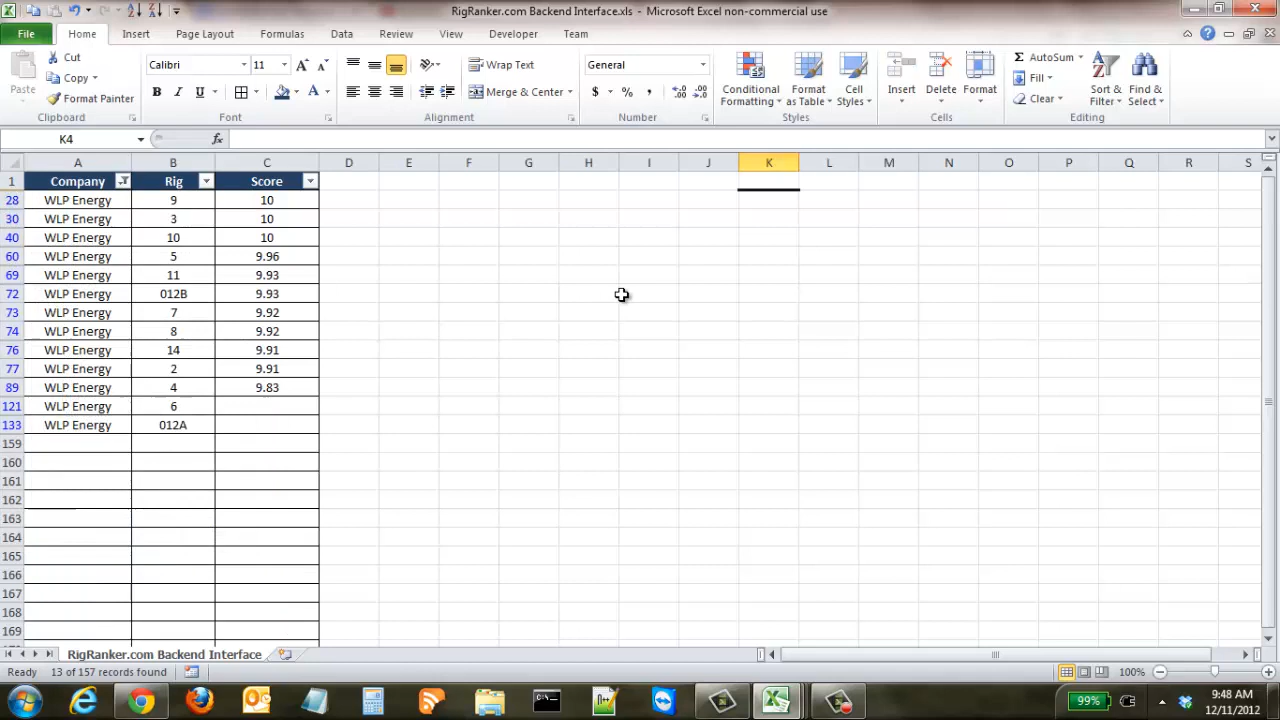 RigRanker.com Backend Interface.xls - Microsoft Excel non-commercial use
File Home Insert Page Layout Formulas Data Review View Developer Team
Paste
Cut
Copy
Format Painter
Clipboard
Calibri 11
B I U
Font
Wrap Text
Merge & Center
Alignment
General
$ % ,
Number
Conditional Formatting
Format as Table
Cell Styles
Styles
Insert Delete Format
Cells
AutoSum
Fill
Clear
Sort & Filter
Find & Select
Editing
K4 fx
A B C D E F G H I J K L M N O P Q R S
1 Company Rig Score
28 WLP Energy 9 10
30 WLP Energy 3 10
40 WLP Energy 10 10
60 WLP Energy 5 9.96
69 WLP Energy 11 9.93
72 WLP Energy 012B 9.93
73 WLP Energy 7 9.92
74 WLP Energy 8 9.92
76 WLP Energy 14 9.91
77 WLP Energy 2 9.91
89 WLP Energy 4 9.83
121 WLP Energy 6
133 WLP Energy 012A
159
160
161
162
163
164
165
166
167
168
169
RigRanker.com Backend Interface
Ready 13 of 157 records found 100%
99% 9:48 AM
12/11/2012